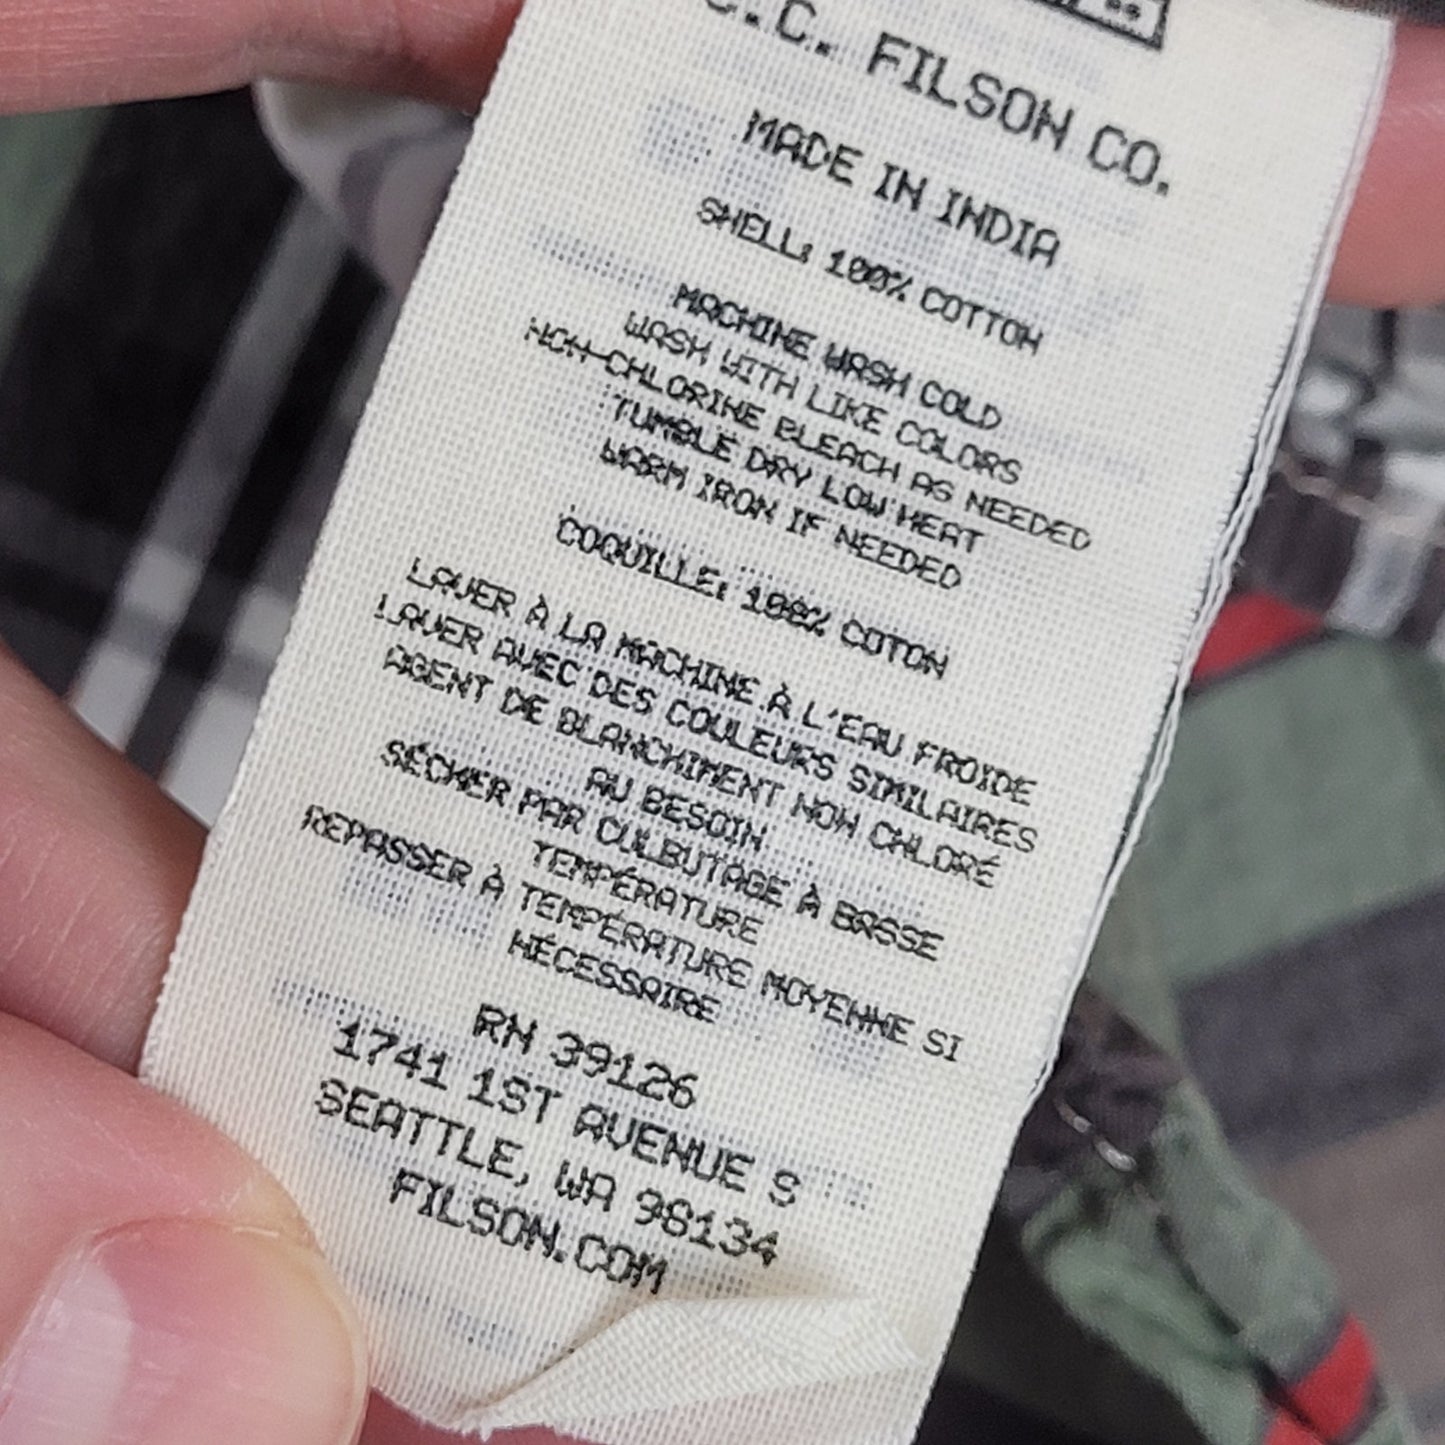 C.C. FILSON CO.
MADE IN INDIA
SHELL: 100% COTTON
MACHINE WASH COLD
WASH WITH LIKE COLORS
NON-CHLORINE BLEACH AS NEEDED
TUMBLE DRY LOW HEAT
WARM IRON IF NEEDED
COQUILLE: 100% COTON
LAVER À LA MACHINE À L'EAU FROIDE
LAVER AVEC DES COULEURS SIMILAIRES
AGENT DE BLANCHIMENT NON CHLORÉ
AU BESOIN
SÉCHER PAR CULBUTAGE À BASSE
TEMPÉRATURE
REPASSER À TEMPÉRATURE MOYENNE SI
NÉCESSAIRE
RN 39126
1741 1ST AVENUE S
SEATTLE, WA 98134
FILSON.COM